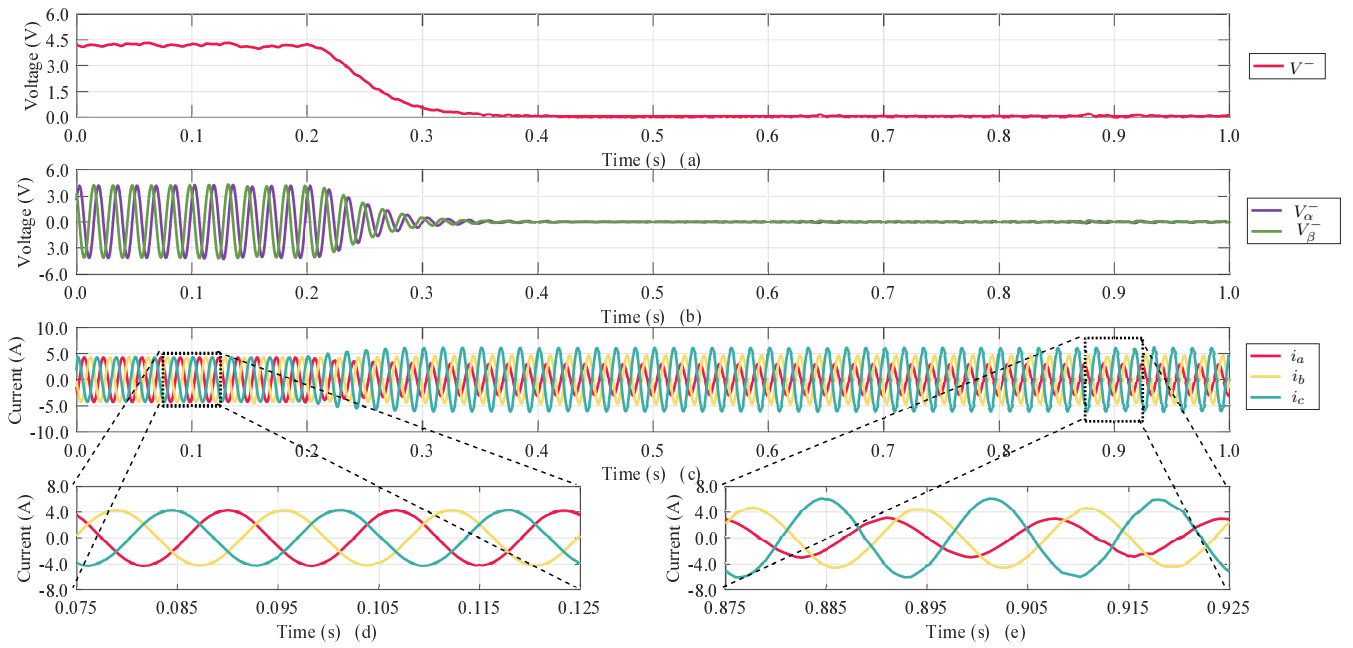 6.0
4.5
3.0
1.5
0.0
Voltage (V)
V⁻
0.0 0.1 0.2 0.3 0.4 0.5 0.6 0.7 0.8 0.9 1.0
Time (s) (a)
6.0
3.0
0.0
3.0
-6.0
Voltage (V)
V_α⁻
V_β⁻
0.0 0.1 0.2 0.3 0.4 0.5 0.6 0.7 0.8 0.9 1.0
Time (s) (b)
10.0
5.0
0.0
-5.0
-10.0
Current (A)
i_a
i_b
i_c
0.0 0.1 0.2 0.3 0.4 0.5 0.6 0.7 0.8 0.9 1.0
Time (s) (c)
8.0
4.0
0.0
-4.0
-8.0
Current (A)
0.075 0.085 0.095 0.105 0.115 0.125
Time (s) (d)
8.0
4.0
0.0
-4.0
-8.0
Current (A)
0.875 0.885 0.895 0.905 0.915 0.925
Time (s) (e)